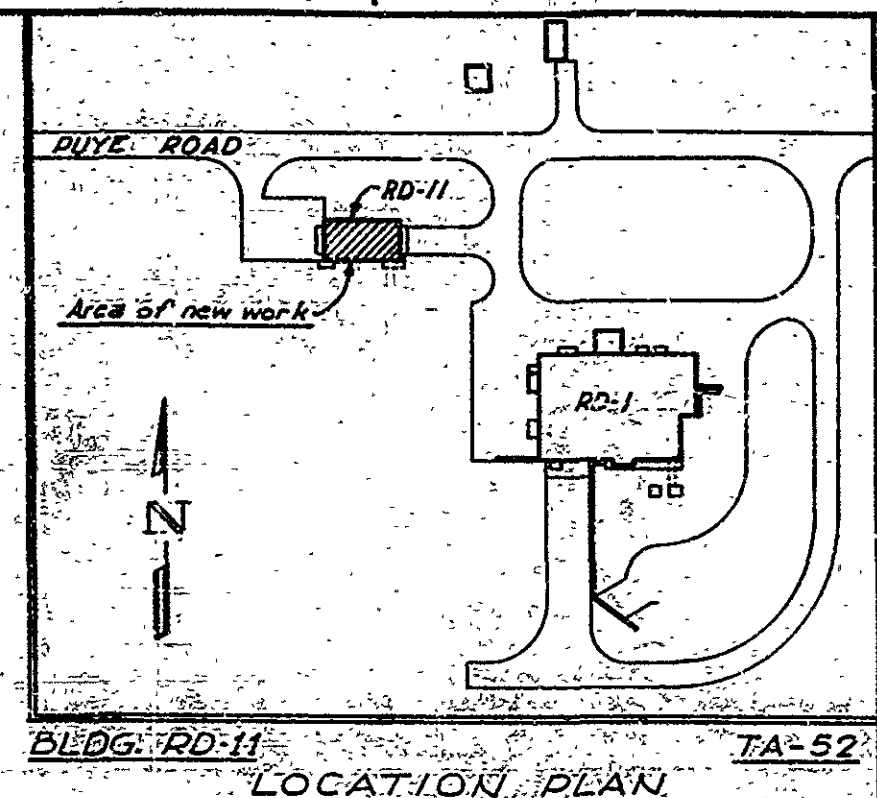 PUYE ROAD
RD-11
Area of new work
RD-1
N
BLDG. RD-11
TA-52
LOCATION PLAN